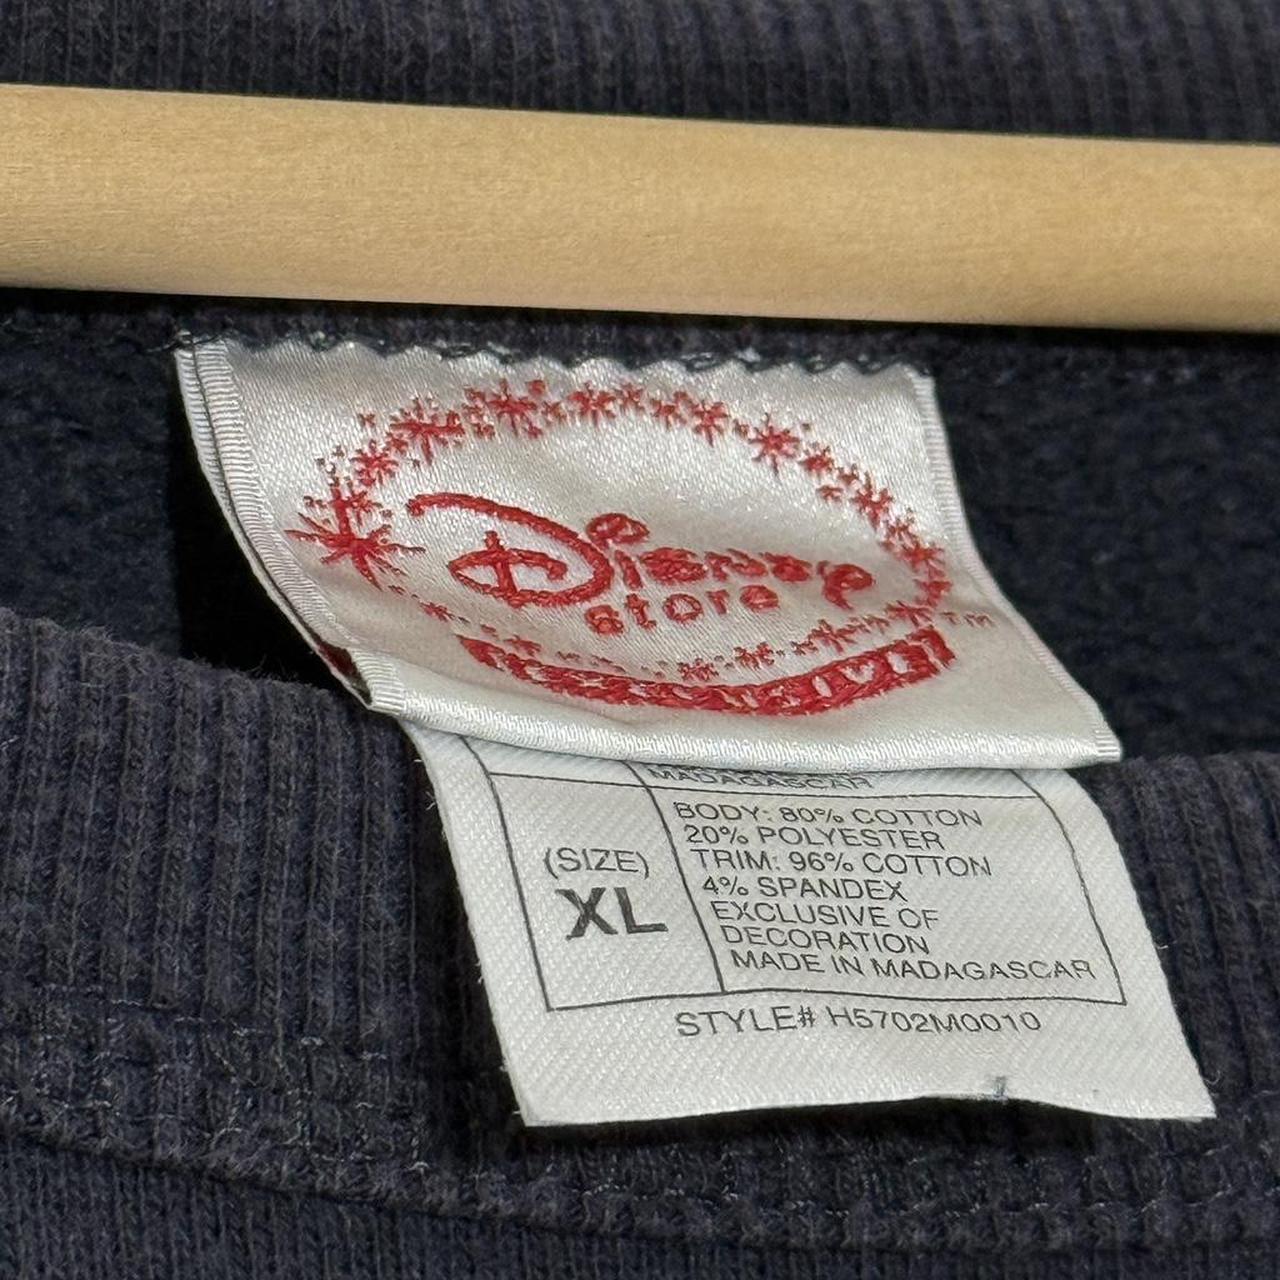 Disney
store
TM
MADAGASCAR
(SIZE)
XL
BODY: 80% COTTON
20% POLYESTER
TRIM: 96% COTTON
4% SPANDEX
EXCLUSIVE OF
DECORATION
MADE IN MADAGASCAR
STYLE# H5702M0010